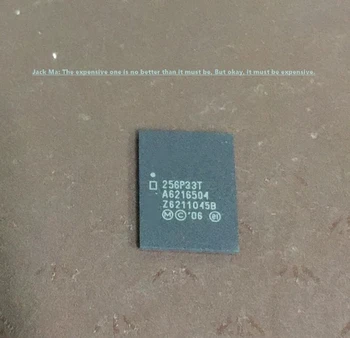 Jack Ma: The expensive one is no better than it must be, But okay, it must be expensive.
256P33T
A6216504
Z6211045B
Ⓜ © '06 e1